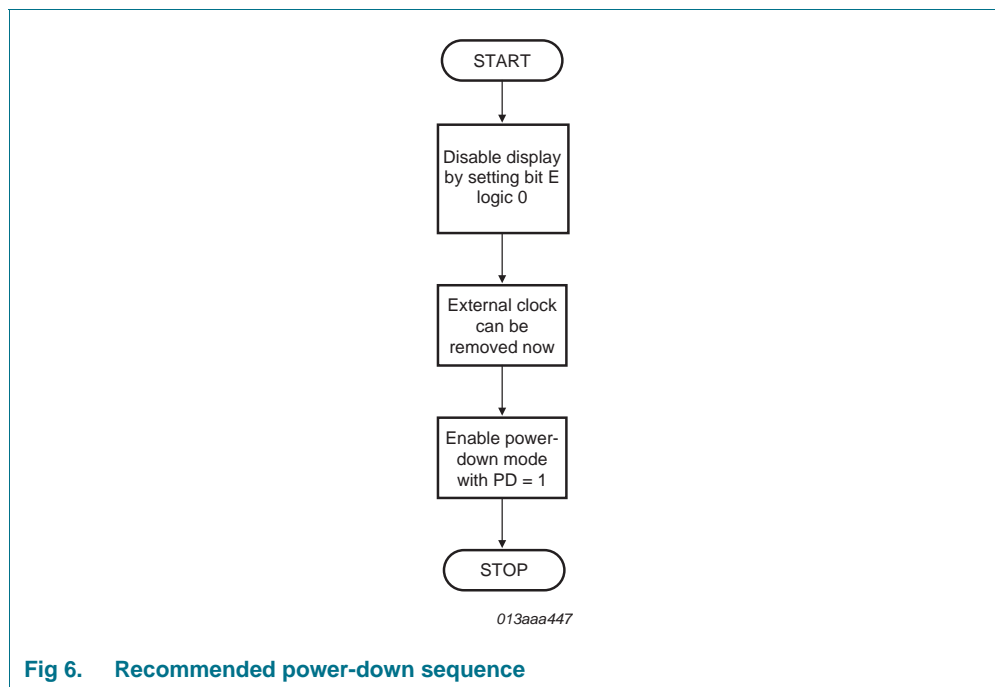 START
Disable display
by setting bit E
logic 0
External clock
can be
removed now
Enable power-
down mode
with PD = 1
STOP
013aaa447
Fig 6. Recommended power-down sequence